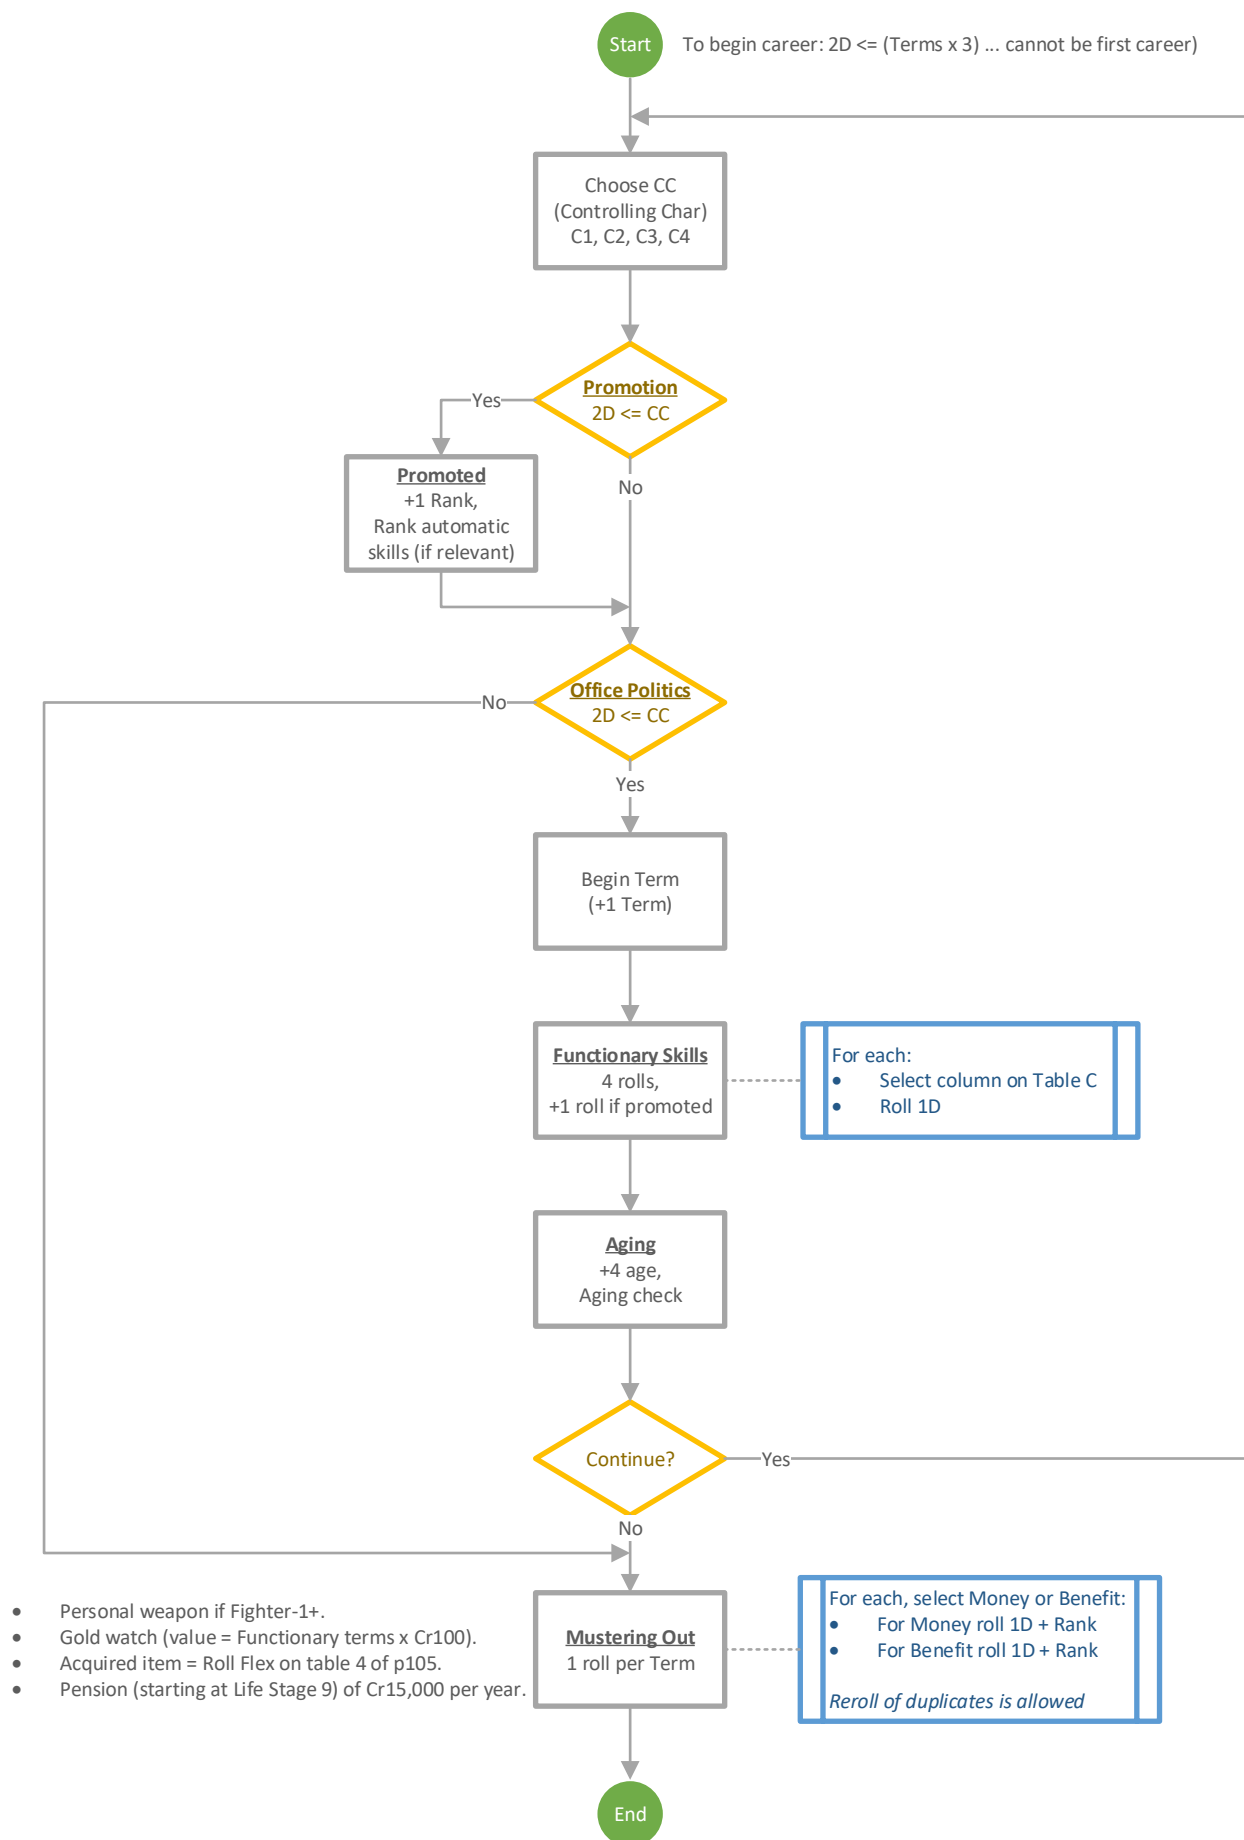 Start
To begin career: 2D <= (Terms x 3) ... cannot be first career)
Choose CC
(Controlling Char)
C1, C2, C3, C4
Promotion
2D <= CC
Yes
No
Promoted
+1 Rank,
Rank automatic
skills (if relevant)
Office Politics
2D <= CC
No
Yes
Begin Term
(+1 Term)
Functionary Skills
4 rolls,
+1 roll if promoted
For each:
• Select column on Table C
• Roll 1D
Aging
+4 age,
Aging check
Continue?
Yes
No
• Personal weapon if Fighter-1+.
• Gold watch (value = Functionary terms x Cr100).
• Acquired item = Roll Flex on table 4 of p105.
• Pension (starting at Life Stage 9) of Cr15,000 per year.
Mustering Out
1 roll per Term
For each, select Money or Benefit:
• For Money roll 1D + Rank
• For Benefit roll 1D + Rank
Reroll of duplicates is allowed
End